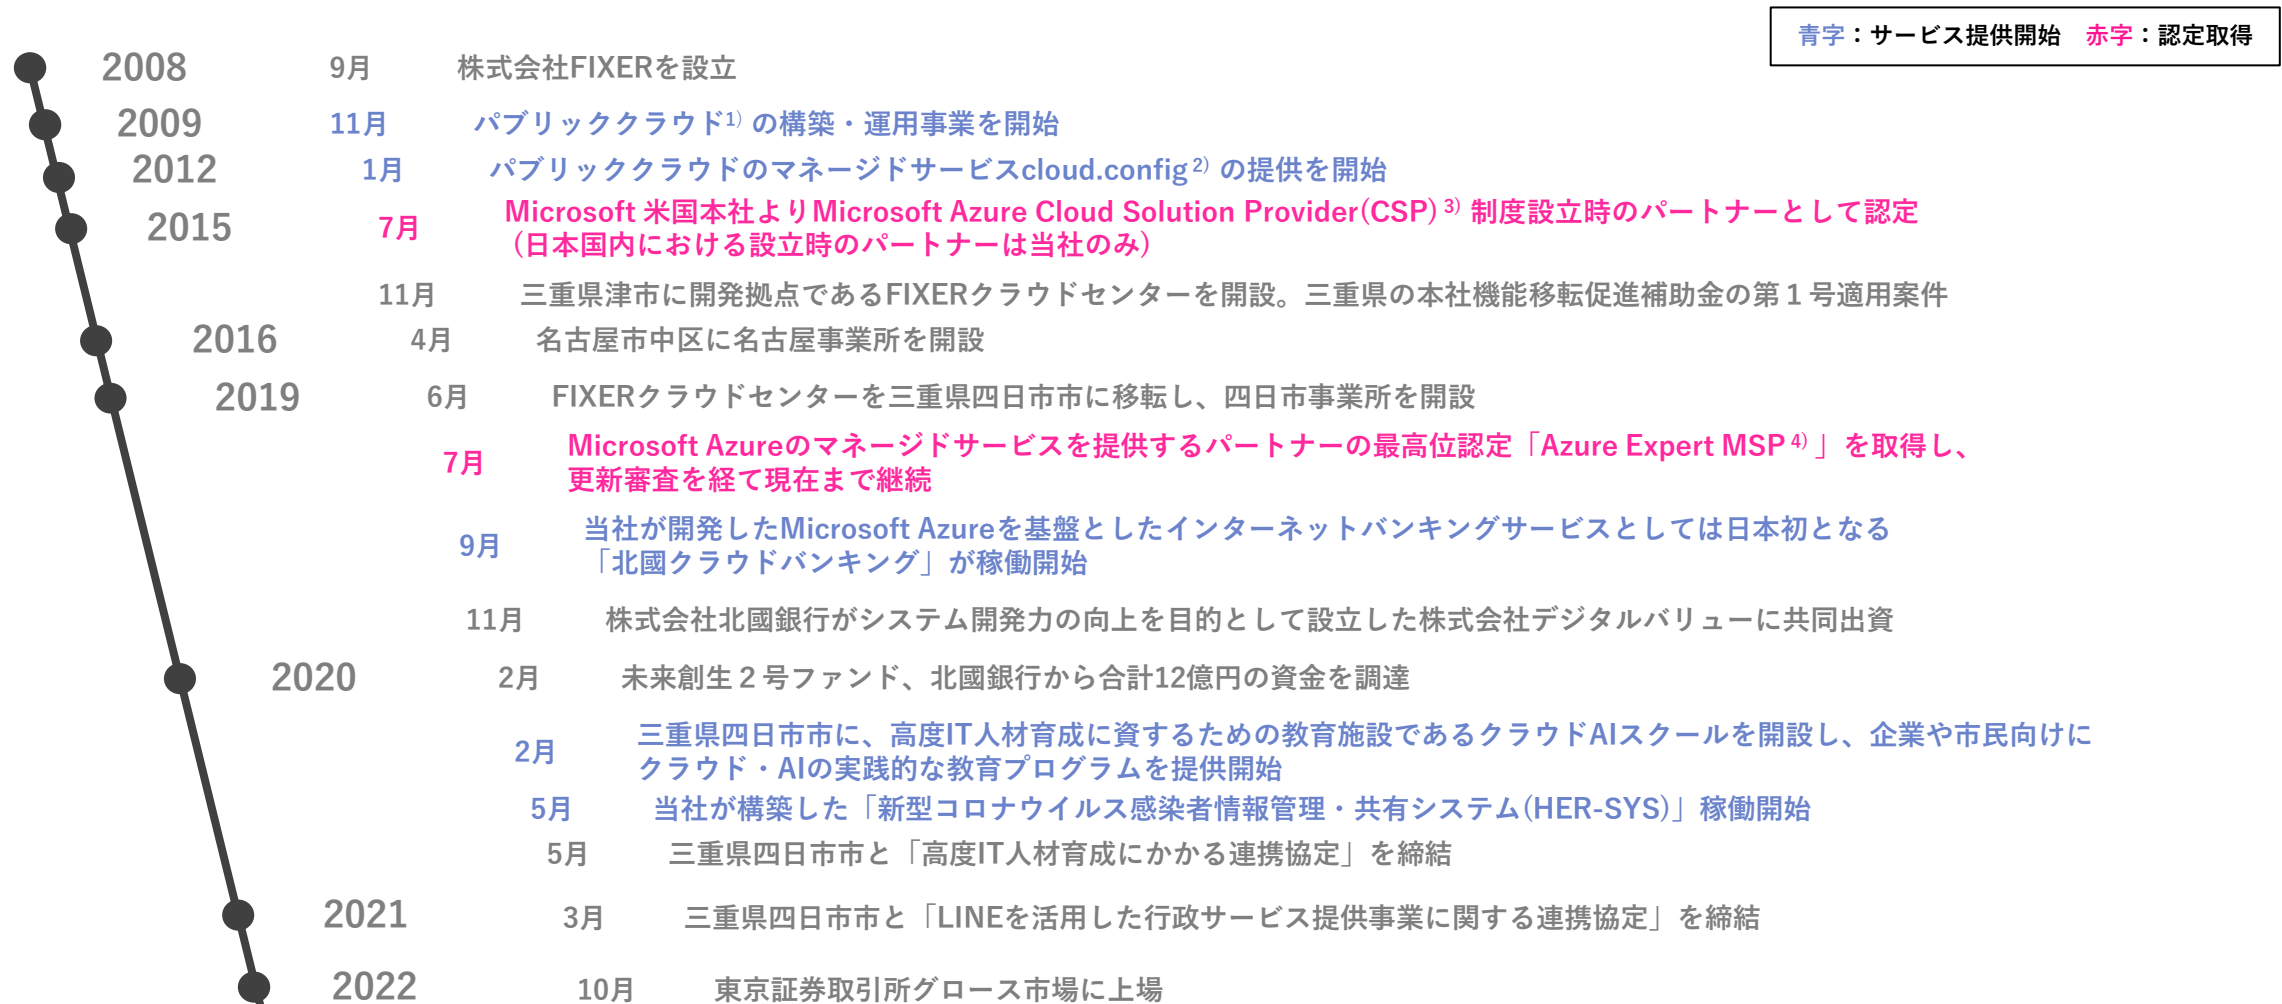 青字：サービス提供開始　赤字：認定取得
2008 9月 株式会社FIXERを設立
2009 11月 パブリッククラウド1) の構築・運用事業を開始
2012 1月 パブリッククラウドのマネージドサービスcloud.config 2) の提供を開始
2015 7月 Microsoft 米国本社よりMicrosoft Azure Cloud Solution Provider(CSP) 3) 制度設立時のパートナーとして認定
（日本国内における設立時のパートナーは当社のみ）
11月 三重県津市に開発拠点であるFIXERクラウドセンターを開設。三重県の本社機能移転促進補助金の第１号適用案件
2016 4月 名古屋市中区に名古屋事業所を開設
2019 6月 FIXERクラウドセンターを三重県四日市市に移転し、四日市事業所を開設
7月 Microsoft Azureのマネージドサービスを提供するパートナーの最高位認定「Azure Expert MSP 4) 」を取得し、
更新審査を経て現在まで継続
9月 当社が開発したMicrosoft Azureを基盤としたインターネットバンキングサービスとしては日本初となる
「北國クラウドバンキング」が稼働開始
11月 株式会社北國銀行がシステム開発力の向上を目的として設立した株式会社デジタルバリューに共同出資
2020 2月 未来創生２号ファンド、北國銀行から合計12億円の資金を調達
2月 三重県四日市市に、高度IT人材育成に資するための教育施設であるクラウドAIスクールを開設し、企業や市民向けに
クラウド・AIの実践的な教育プログラムを提供開始
5月 当社が構築した「新型コロナウイルス感染者情報管理・共有システム(HER-SYS)」稼働開始
5月 三重県四日市市と「高度IT人材育成にかかる連携協定」を締結
2021 3月 三重県四日市市と「LINEを活用した行政サービス提供事業に関する連携協定」を締結
2022 10月 東京証券取引所グロース市場に上場